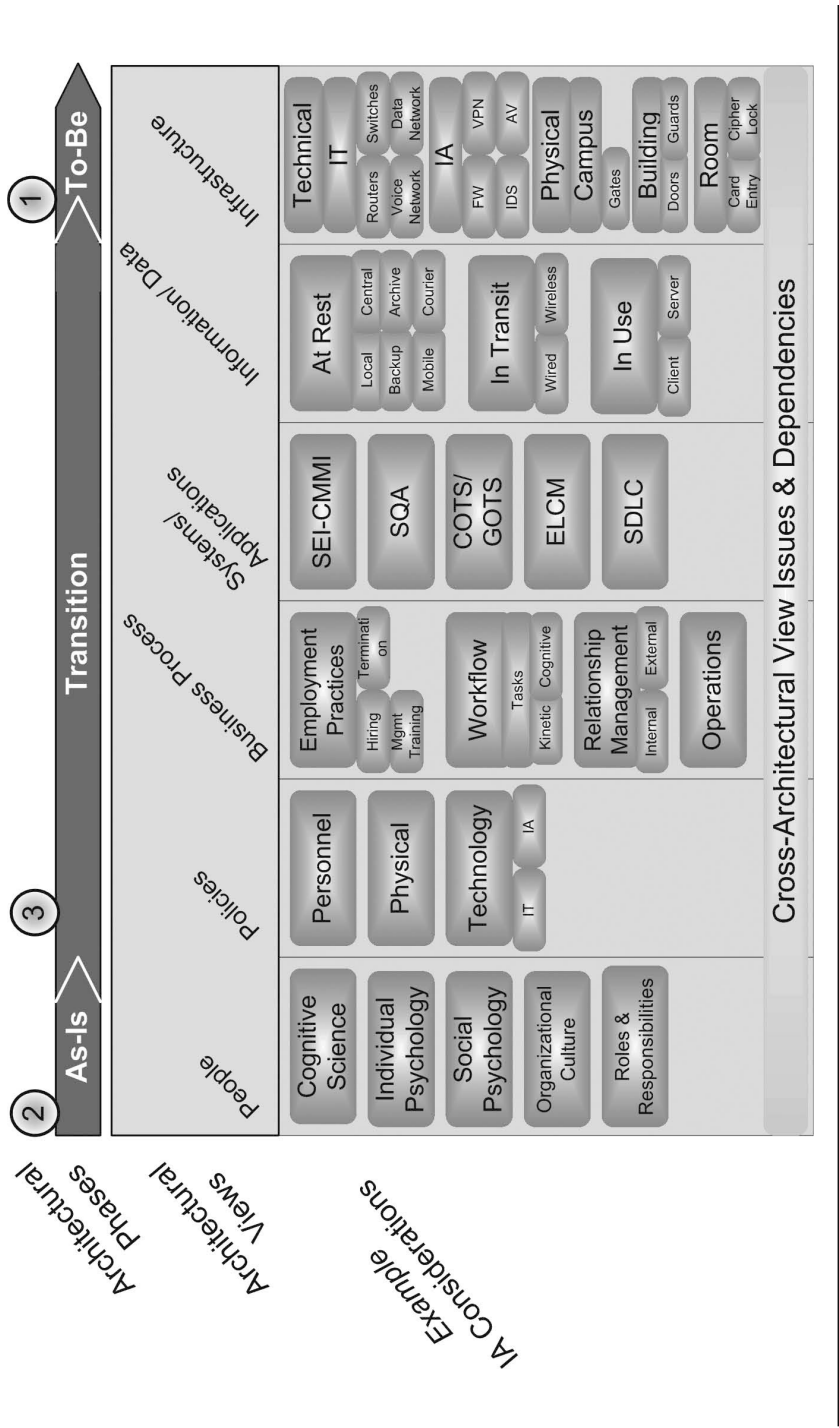 Architectural
Phases
2
As-Is
3
Transition
1
To-Be
Architectural
Views
People
Policies
Business Process
Systems/
Applications
Information/ Data
Infrastructure
Example
IA Considerations
Cognitive
Science
Individual
Psychology
Social
Psychology
Organizational
Culture
Roles &
Responsibilities
Personnel
Physical
Technology
IT
IA
Employment
Practices
Hiring
Terminati
on
Mgmt
Training
Workflow
Tasks
Kinetic
Cognitive
Relationship
Management
Internal
External
Operations
SEI-CMMI
SQA
COTS/
GOTS
ELCM
SDLC
At Rest
Local
Central
Backup
Archive
Mobile
Courier
In Transit
Wired
Wireless
In Use
Client
Server
Technical
IT
Routers
Switches
Voice
Network
Data
Network
IA
FW
VPN
IDS
AV
Physical
Campus
Gates
Building
Doors
Guards
Room
Card
Entry
Cipher
Lock
Cross-Architectural View Issues & Dependencies